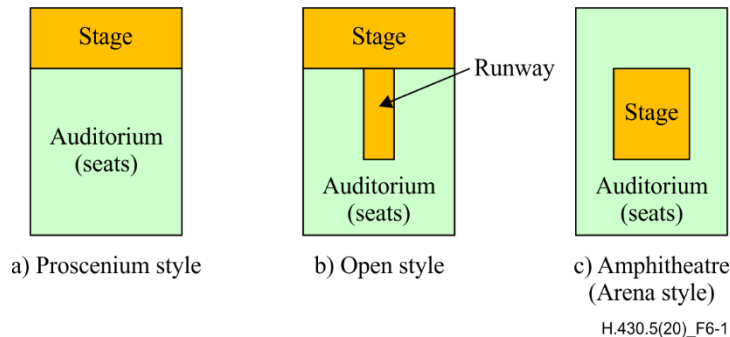 Stage
Auditorium
(seats)
a) Proscenium style
Stage
Runway
Auditorium
(seats)
b) Open style
Stage
Auditorium
(seats)
c) Amphitheatre
(Arena style)
H.430.5(20)_F6-1